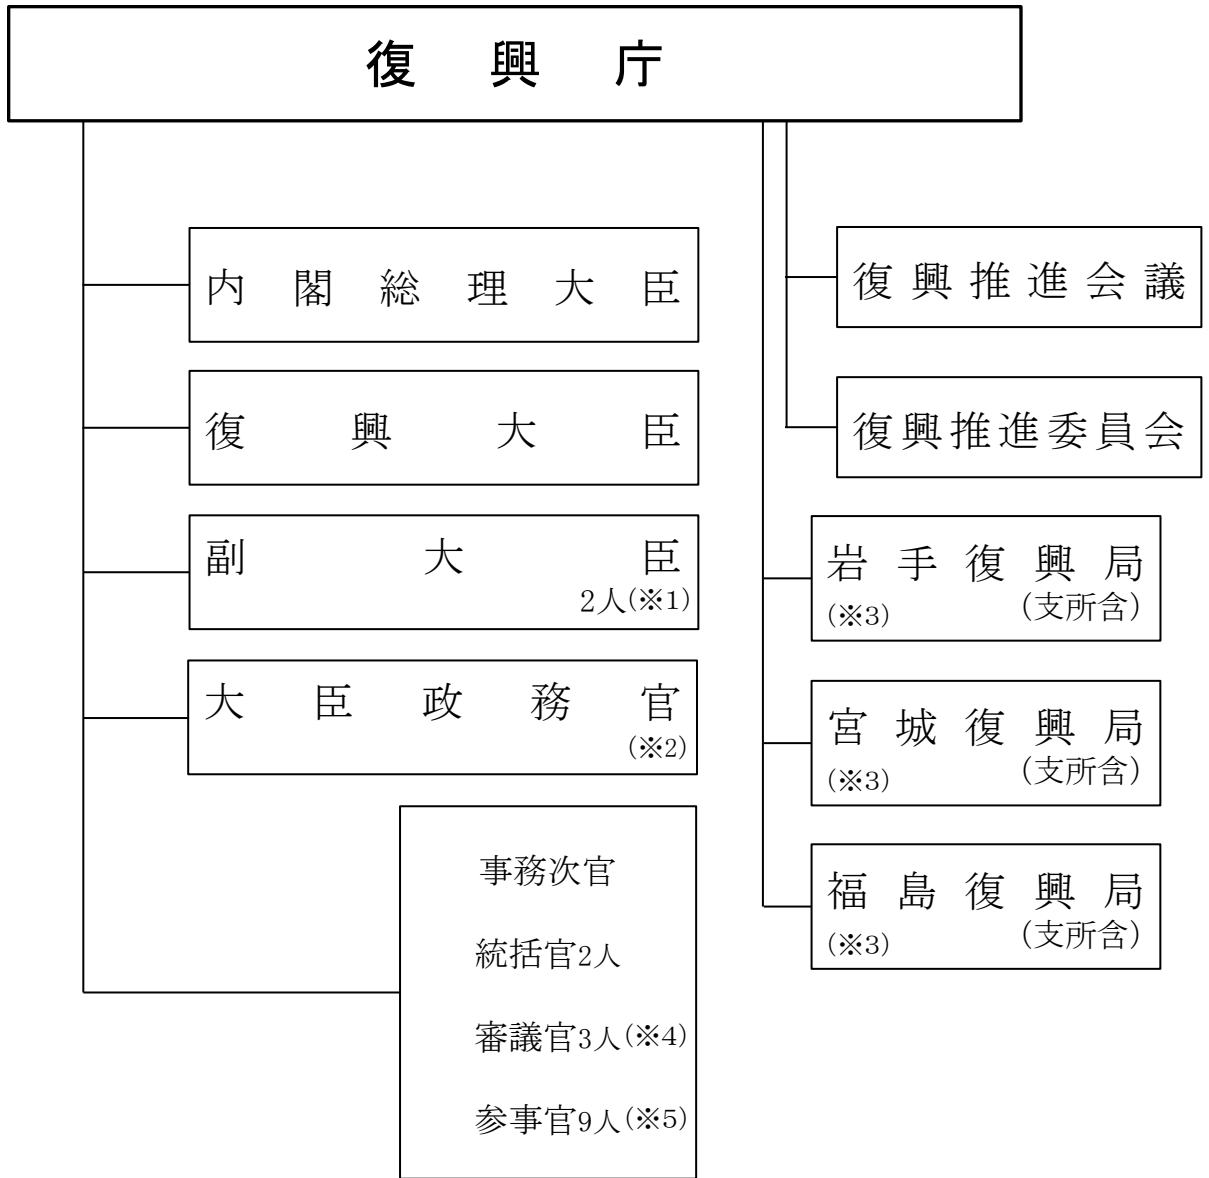 復興庁
内閣総理大臣
復興大臣
副大臣
2人(※1)
大臣政務官
(※2)
事務次官
統括官2人
審議官3人(※4)
参事官9人(※5)
復興推進会議
復興推進委員会
岩手復興局
(※3) (支所含)
宮城復興局
(※3) (支所含)
福島復興局
(※3) (支所含)